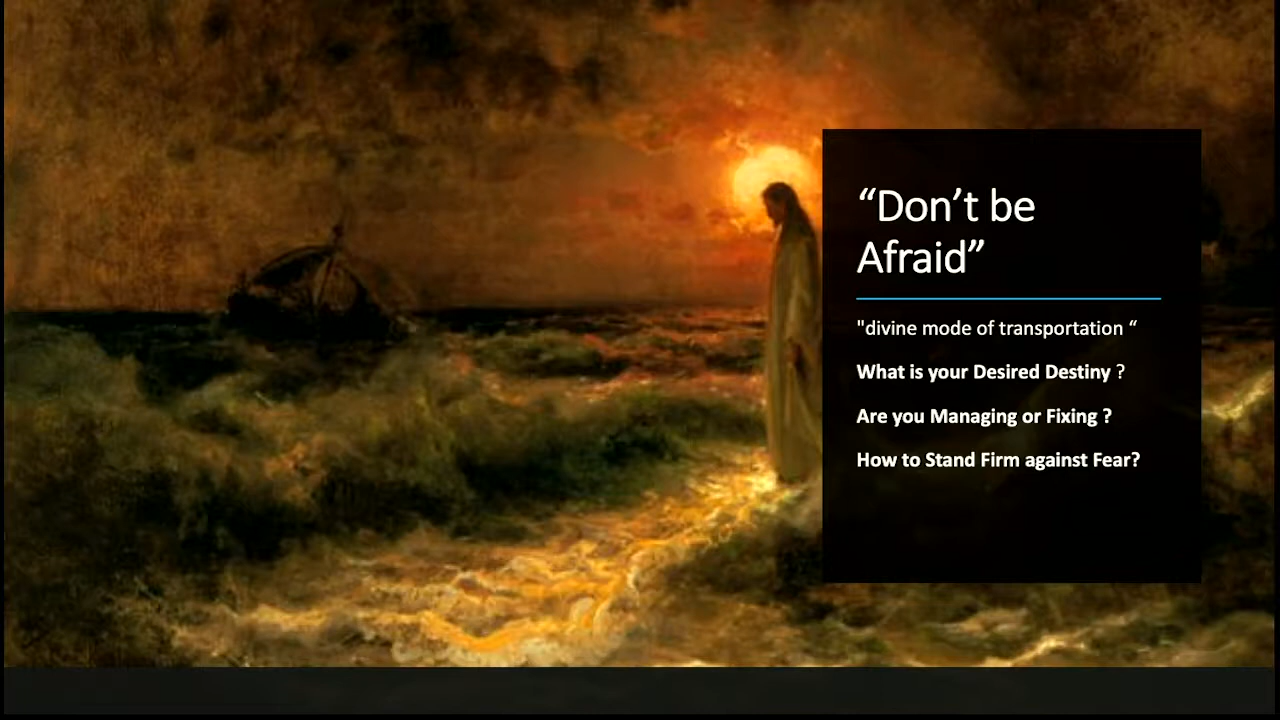 “Don’t be
Afraid”
"divine mode of transportation “
What is your Desired Destiny ?
Are you Managing or Fixing ?
How to Stand Firm against Fear?